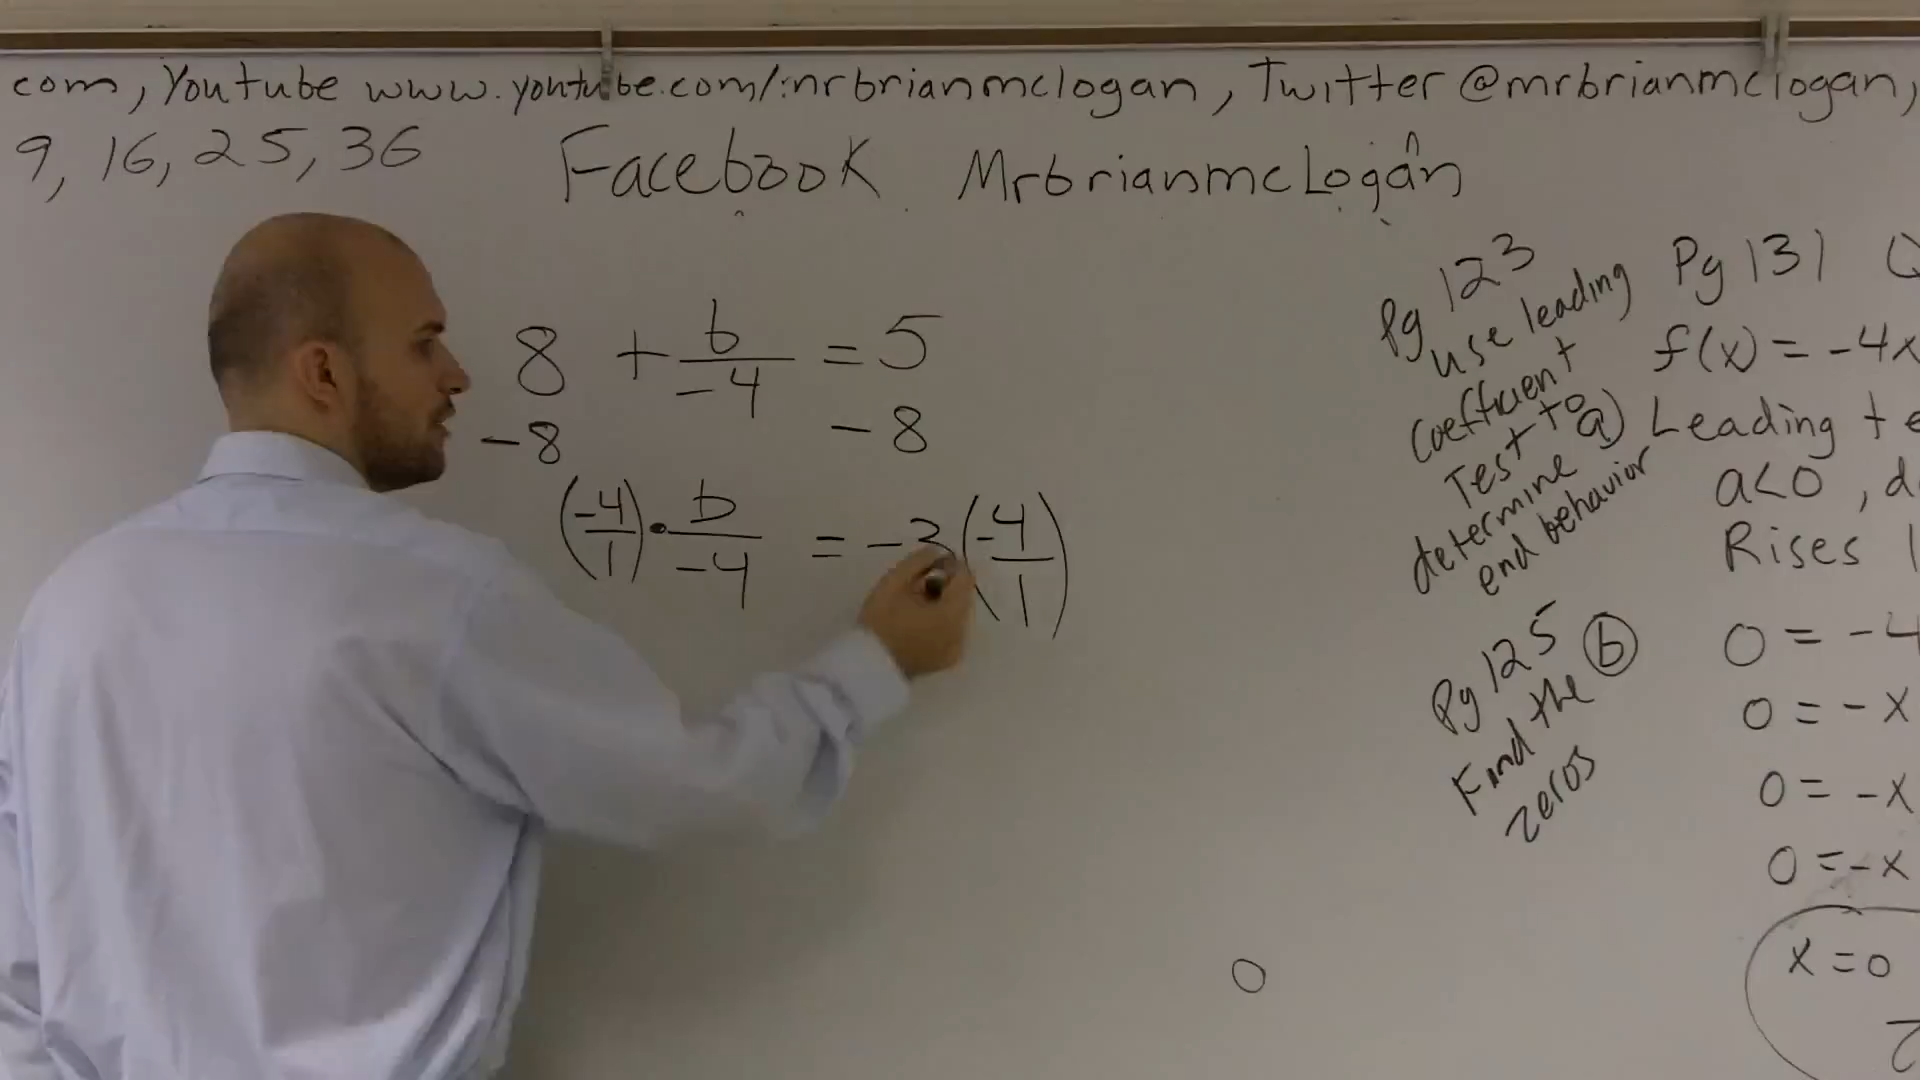 com, Youtube www.youtube.com/mrbrianmclogan, Twitter @mrbrianmclogan,
9, 16, 25, 36 Facebook MrbrianmcLogan
8 + b/-4 = 5
-8 -8
(-4/1) · b/-4 = -3 (-4/1)
Pg 123
use leading
Coefficient
Test to
determine
end behavior
Pg 125
Find the
zeros
Pg 131
f(x) = -4x
a) Leading te
a<0, d
Rises
b 0 = -4
0 = -x
0 = -x
0 = -x
x = 0
0